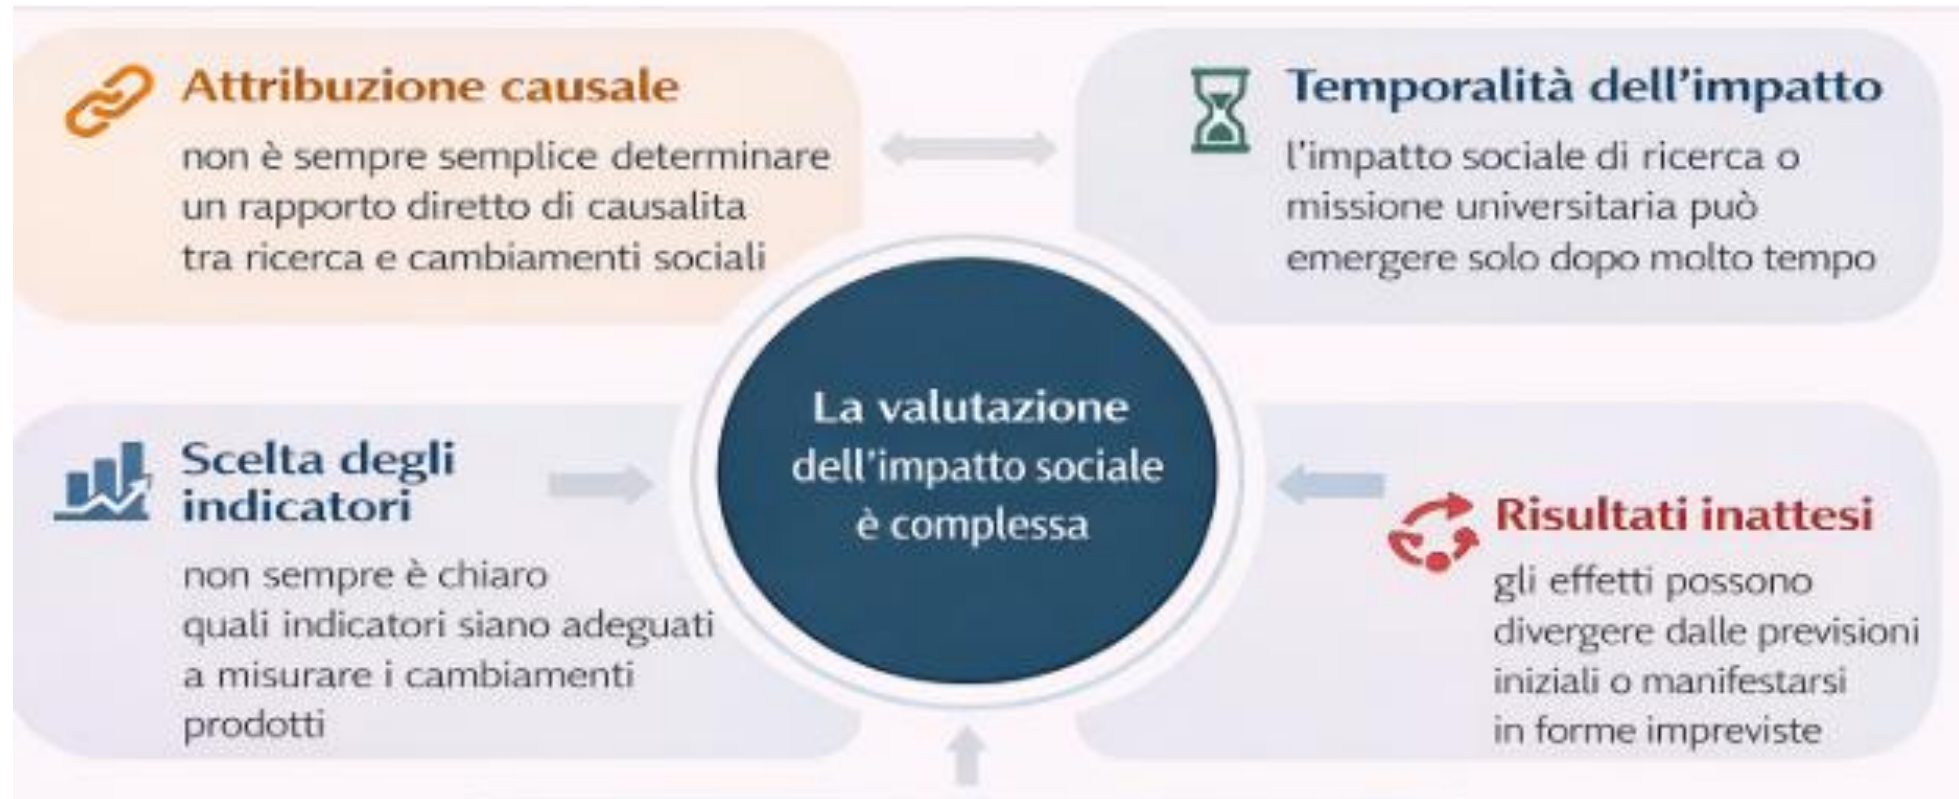 Attribuzione causale
non è sempre semplice determinare
un rapporto diretto di causalita
tra ricerca e cambiamenti sociali
Temporalità dell'impatto
l'impatto sociale di ricerca o
missione universitaria può
emergere solo dopo molto tempo
La valutazione
dell'impatto sociale
è complessa
Scelta degli
indicatori
non sempre è chiaro
quali indicatori siano adeguati
a misurare i cambiamenti
prodotti
Risultati inattesi
gli effetti possono
divergere dalle previsioni
iniziali o manifestarsi
in forme impreviste